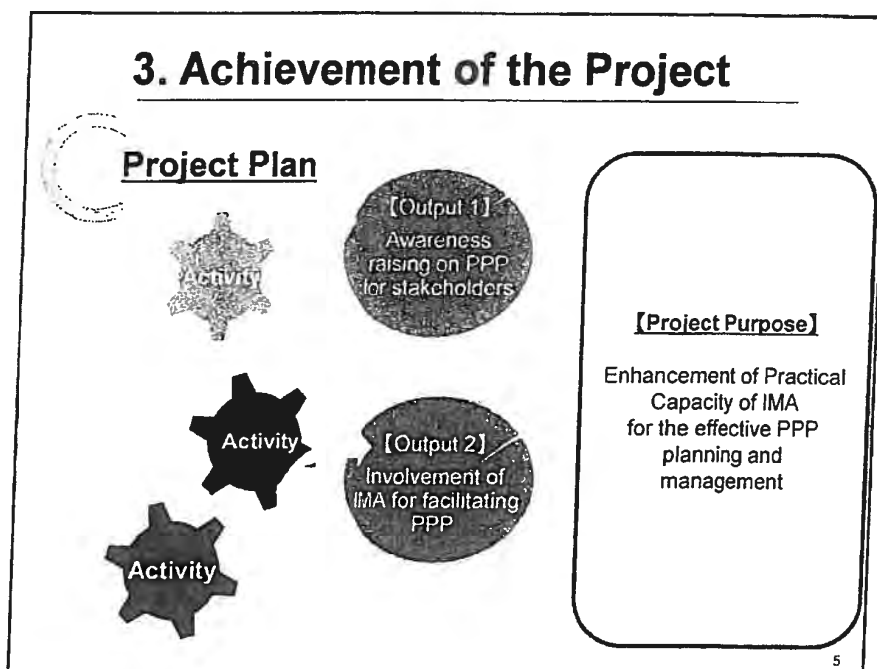 3. Achievement of the Project
Project Plan
Activity
Activity
Activity
【Output 1】
Awareness
raising on PPP
for stakeholders
【Output 2】
Involvement of
IMA for facilitating
PPP
【Project Purpose】
Enhancement of Practical
Capacity of IMA
for the effective PPP
planning and
management
5